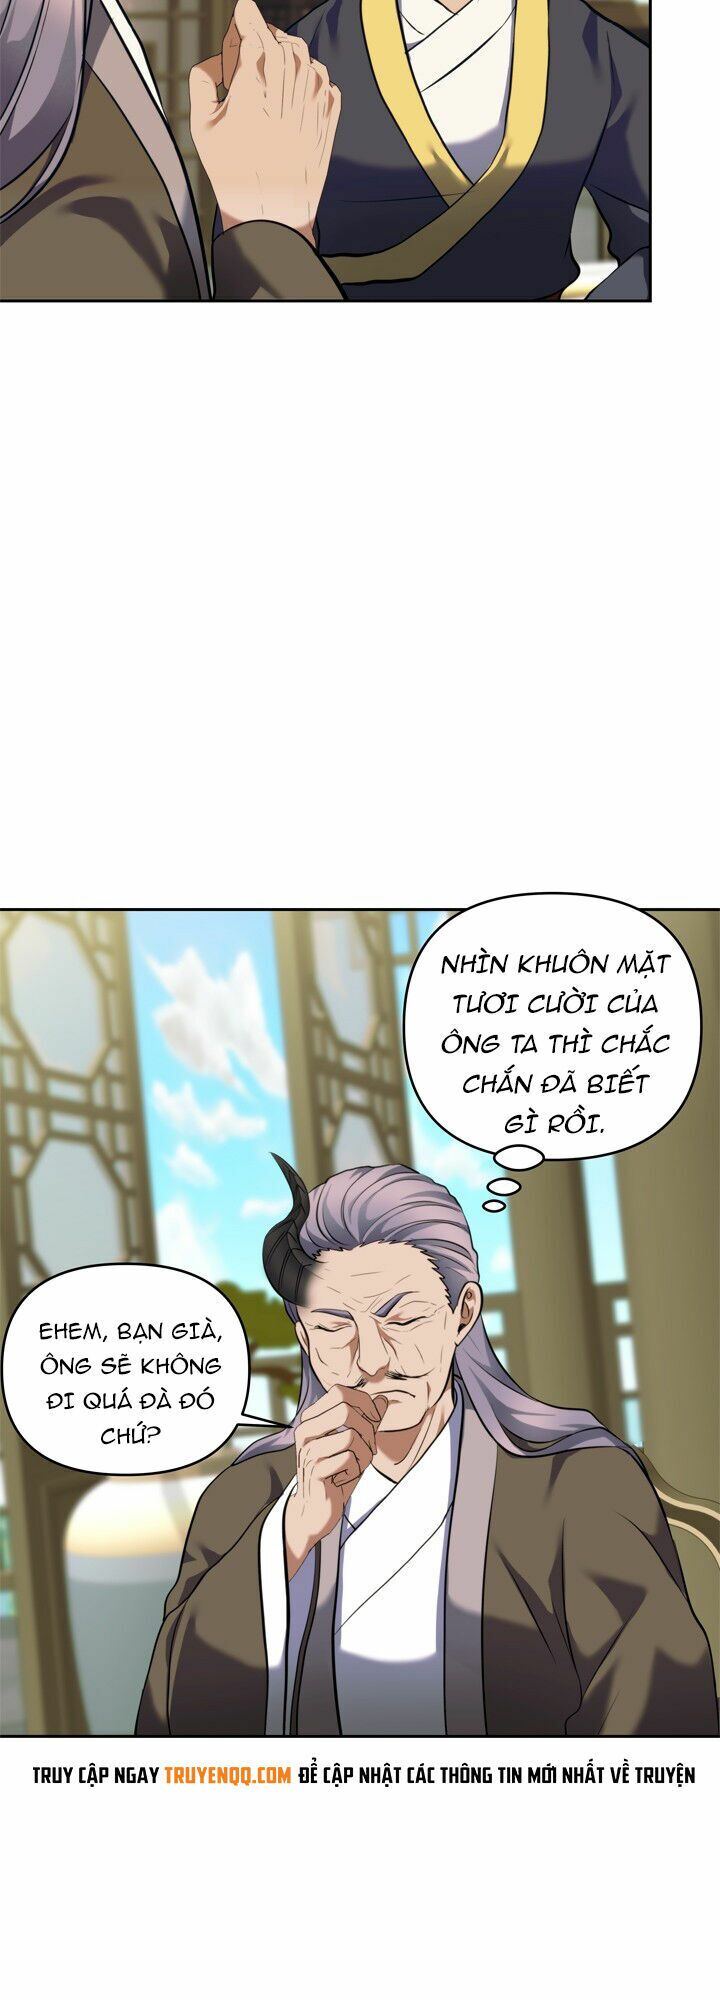 NHÌN KHUÔN MẶT
TƯƠI CƯỜI CỦA
ÔNG TA THÌ CHẮC
CHẮN ĐÃ BIẾT
GÌ RỒI.
EHEM, BẠN GIÀ,
ÔNG SẼ KHÔNG
ĐI QUÁ ĐÀ ĐÓ
CHỨ?
TRUY CẬP NGAY TRUYENQQ.COM ĐỂ CẬP NHẬT CÁC THÔNG TIN MỚI NHẤT VỀ TRUYỆN